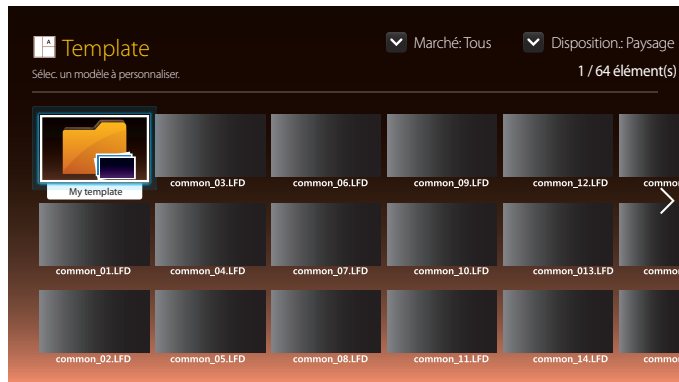 A
Template
Marché: Tous
Disposition.: Paysage
Sélec. un modèle à personnaliser.
1 / 64 élément(s)
My template
common_03.LFD
common_06.LFD
common_09.LFD
common_12.LFD
common_01.LFD
common_04.LFD
common_07.LFD
common_10.LFD
common_013.LFD
common_02.LFD
common_05.LFD
common_08.LFD
common_11.LFD
common_14.LFD